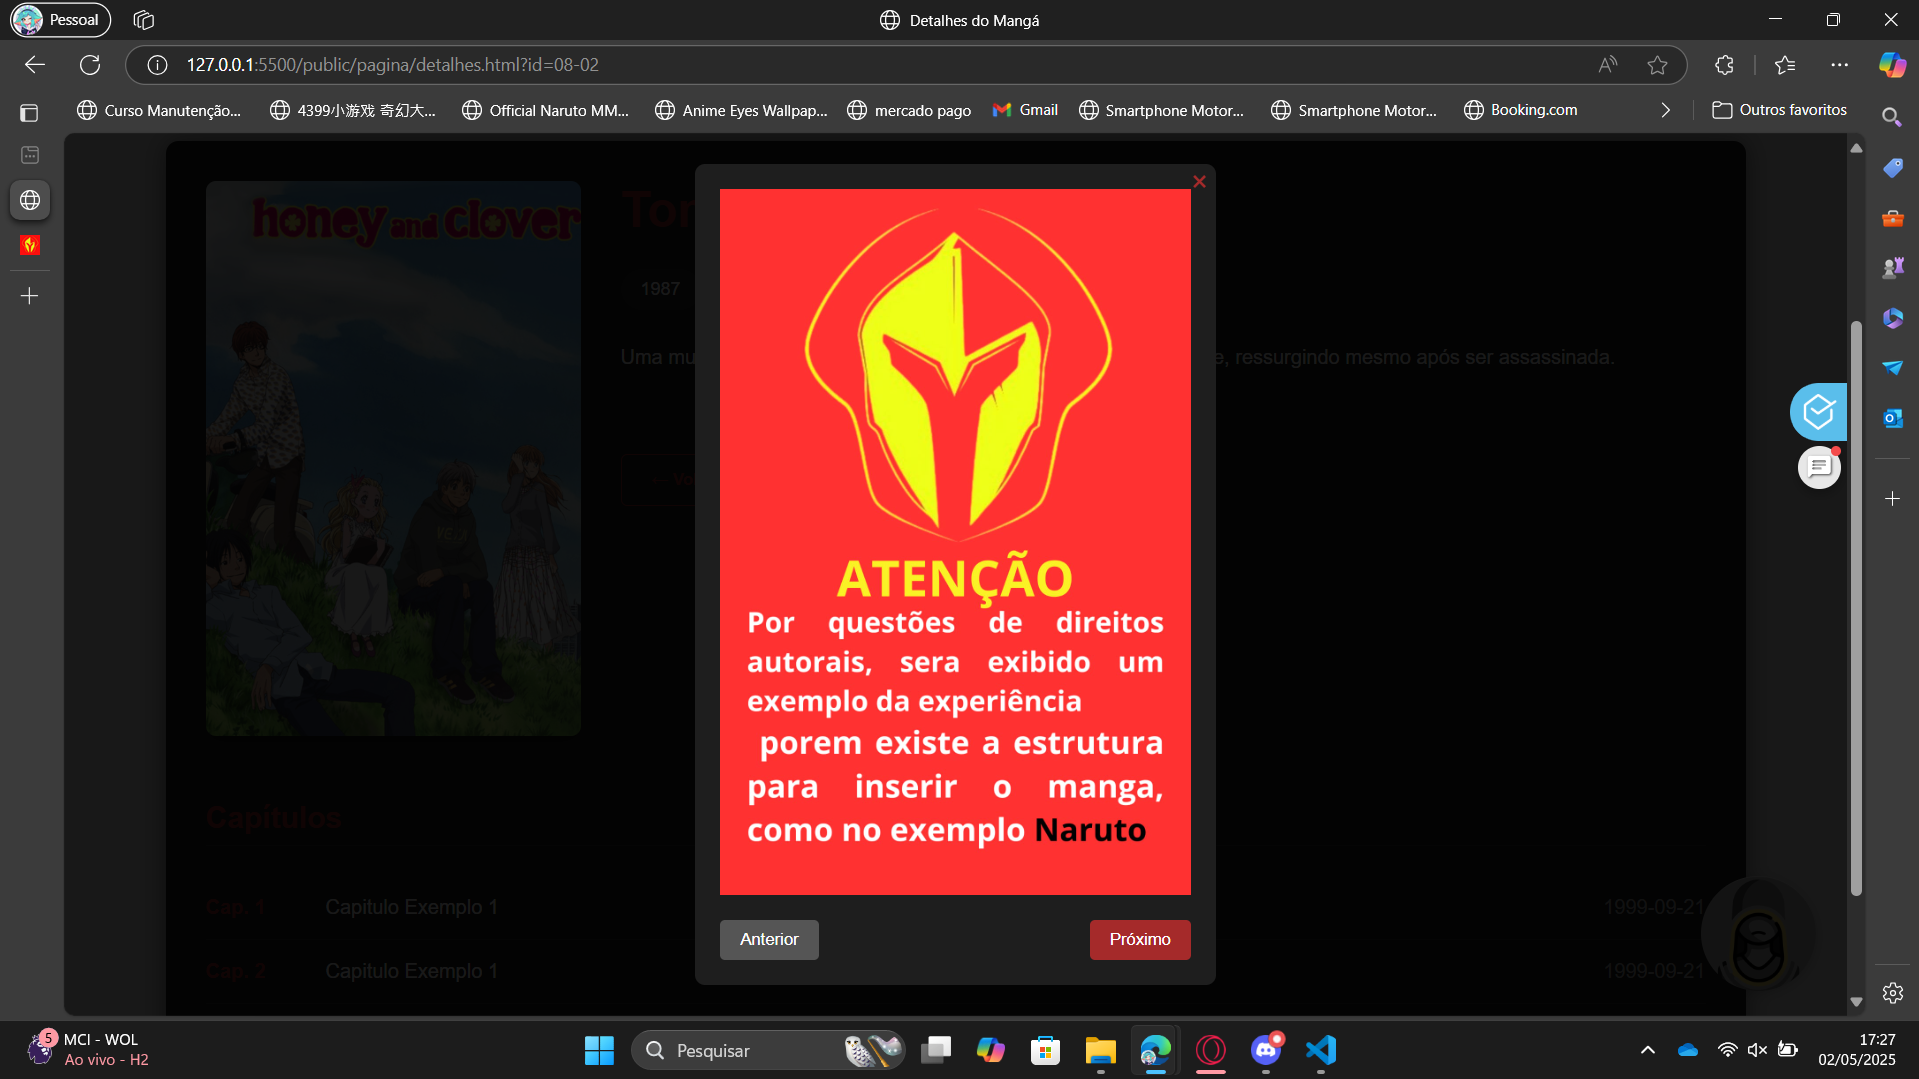 Pessoal
Detalhes do Mangá
127.0.0.1:5500/public/pagina/detalhes.html?id=08-02
Curso Manutenção...
4399小游戏 奇幻大...
Official Naruto MM...
Anime Eyes Wallpap...
mercado pago
Gmail
Smartphone Motor...
Smartphone Motor...
Booking.com
Outros favoritos
honey and clover
Tor
1987
Uma mu
e, ressurgindo mesmo após ser assassinada.
← Vo
×
ATENÇÃO
Por questões de direitos
autorais, sera exibido um
exemplo da experiência
porem existe a estrutura
para inserir o manga,
como no exemplo Naruto
Anterior
Próximo
Capítulos
Cap. 1
Capitulo Exemplo 1
1999-09-21
Cap. 2
Capitulo Exemplo 1
1999-09-21
5
MCI - WOL
Ao vivo - H2
Pesquisar
17:27
02/05/2025